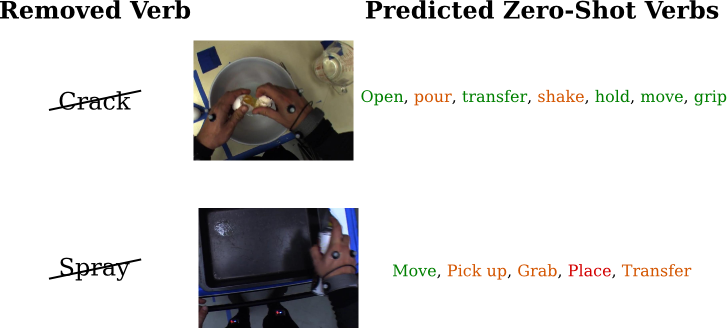 Removed Verb
Predicted Zero-Shot Verbs
Crack
Open, pour, transfer, shake, hold, move, grip
Spray
Move, Pick up, Grab, Place, Transfer